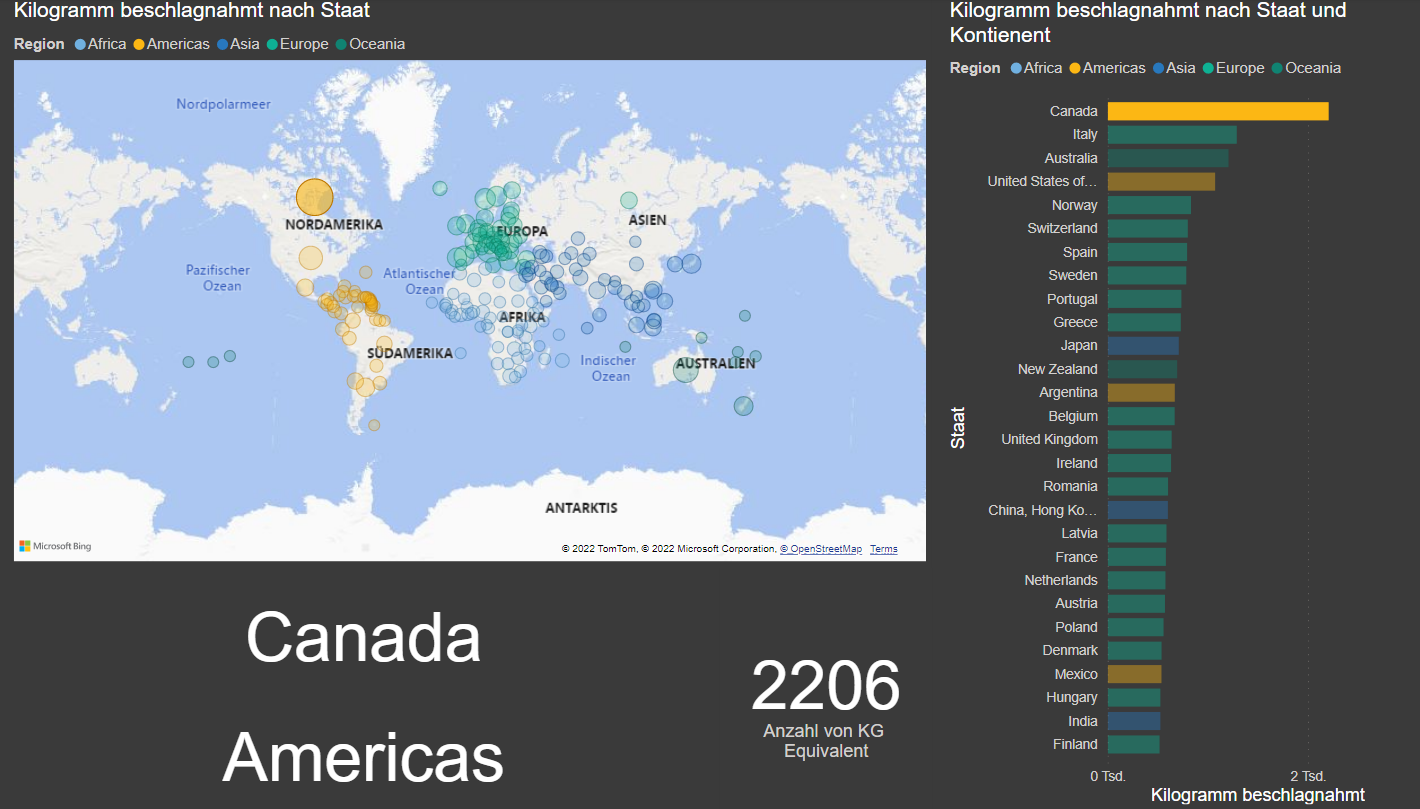 Kilogramm beschlagnahmt nach Staat
Region Africa Americas Asia Europe Oceania
Nordpolarmeer
NORDAMERIKA
EUROPA
ASIEN
Pazifischer
Ozean
Atlantischer
Ozean
AFRIKA
SÜDAMERIKA
Indischer
Ozean
AUSTRALIEN
ANTARKTIS
Microsoft Bing
© 2022 TomTom, © 2022 Microsoft Corporation, © OpenStreetMap Terms
Canada
Americas
2206
Anzahl von KG
Equivalent
Kilogramm beschlagnahmt nach Staat und
Kontienent
Region Africa Americas Asia Europe Oceania
Staat
Canada
Italy
Australia
United States of...
Norway
Switzerland
Spain
Sweden
Portugal
Greece
Japan
New Zealand
Argentina
Belgium
United Kingdom
Ireland
Romania
China, Hong Ko...
Latvia
France
Netherlands
Austria
Poland
Denmark
Mexico
Hungary
India
Finland
0 Tsd. 2 Tsd.
Kilogramm beschlagnahmt